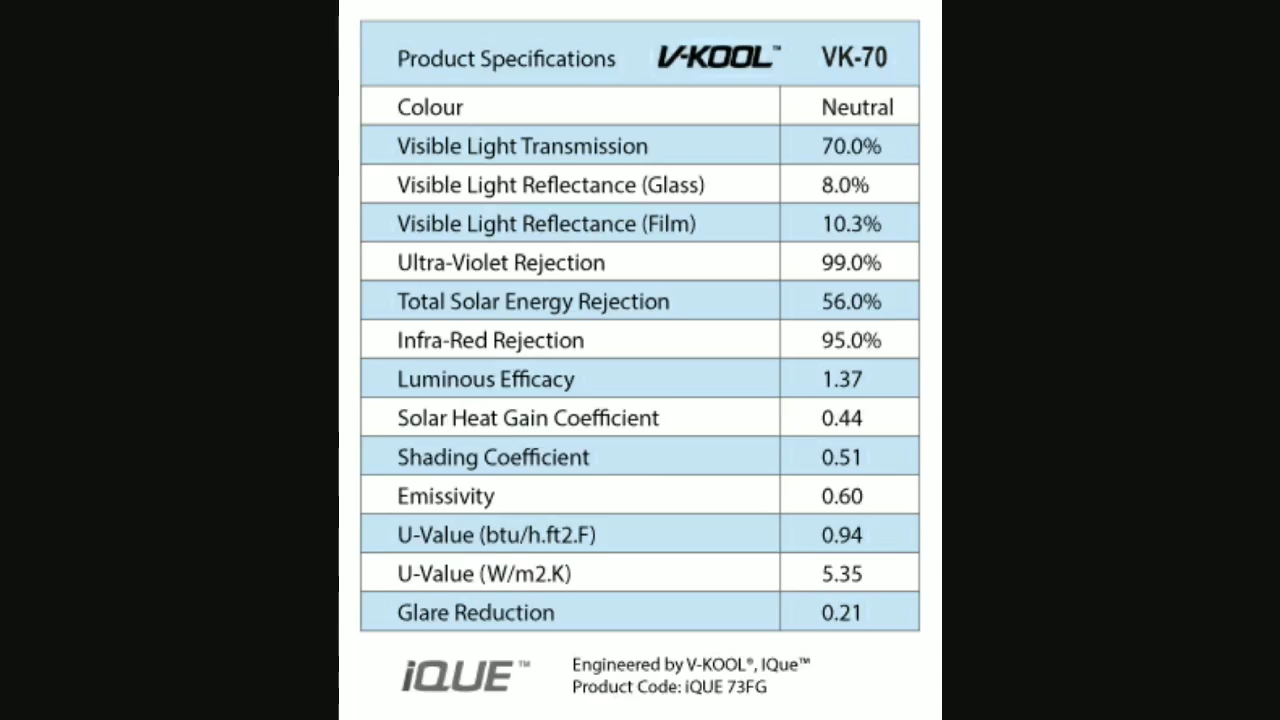 Product Specifications V-KOOL™ VK-70
Colour Neutral
Visible Light Transmission 70.0%
Visible Light Reflectance (Glass) 8.0%
Visible Light Reflectance (Film) 10.3%
Ultra-Violet Rejection 99.0%
Total Solar Energy Rejection 56.0%
Infra-Red Rejection 95.0%
Luminous Efficacy 1.37
Solar Heat Gain Coefficient 0.44
Shading Coefficient 0.51
Emissivity 0.60
U-Value (btu/h.ft2.F) 0.94
U-Value (W/m2.K) 5.35
Glare Reduction 0.21
iQUE™ Engineered by V-KOOL®, IQue™
Product Code: iQUE 73FG